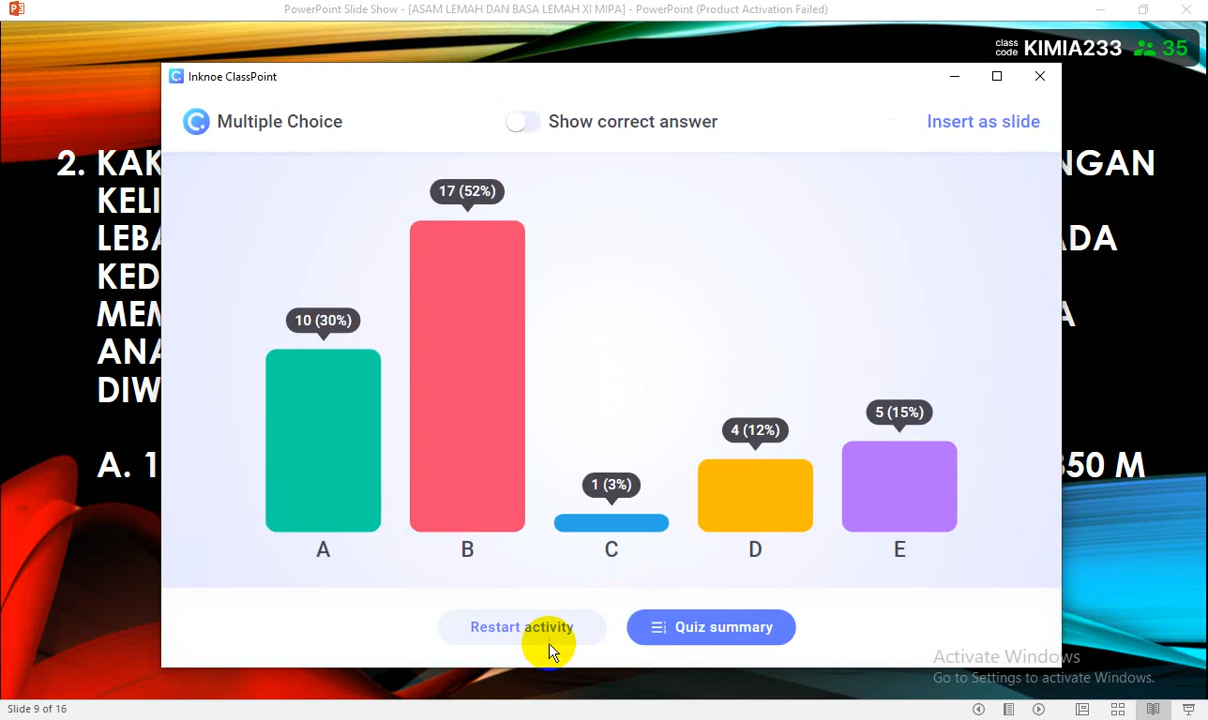 PowerPoint Slide Show - [ASAM LEMAH DAN BASA LEMAH XI MIPA] - PowerPoint (Product Activation Failed)
class code KIMIA233 35
Inknoe ClassPoint
Multiple Choice
Show correct answer
Insert as slide
2. KAK
NGAN
KELI
LEBA
ADA
KED
MEM
A
ANA
DIW
A. 1
350 M
17 (52%)
10 (30%)
1 (3%)
4 (12%)
5 (15%)
A B C D E
Restart activity
Quiz summary
Activate Windows
Go to Settings to activate Windows.
Slide 9 of 16